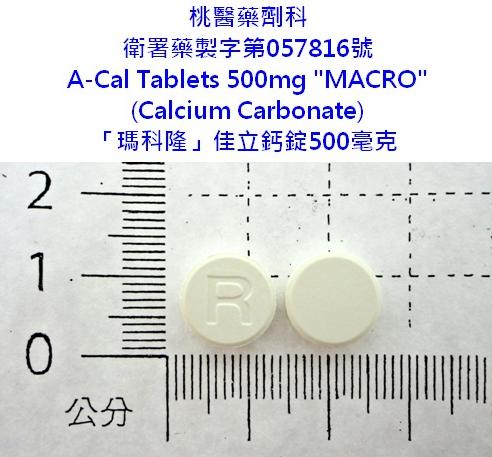 桃醫藥劑科
衛署藥製字第057816號
A-Cal Tablets 500mg "MACRO"
(Calcium Carbonate)
「瑪科隆」佳立鈣錠500毫克
2
1
R
0
公分